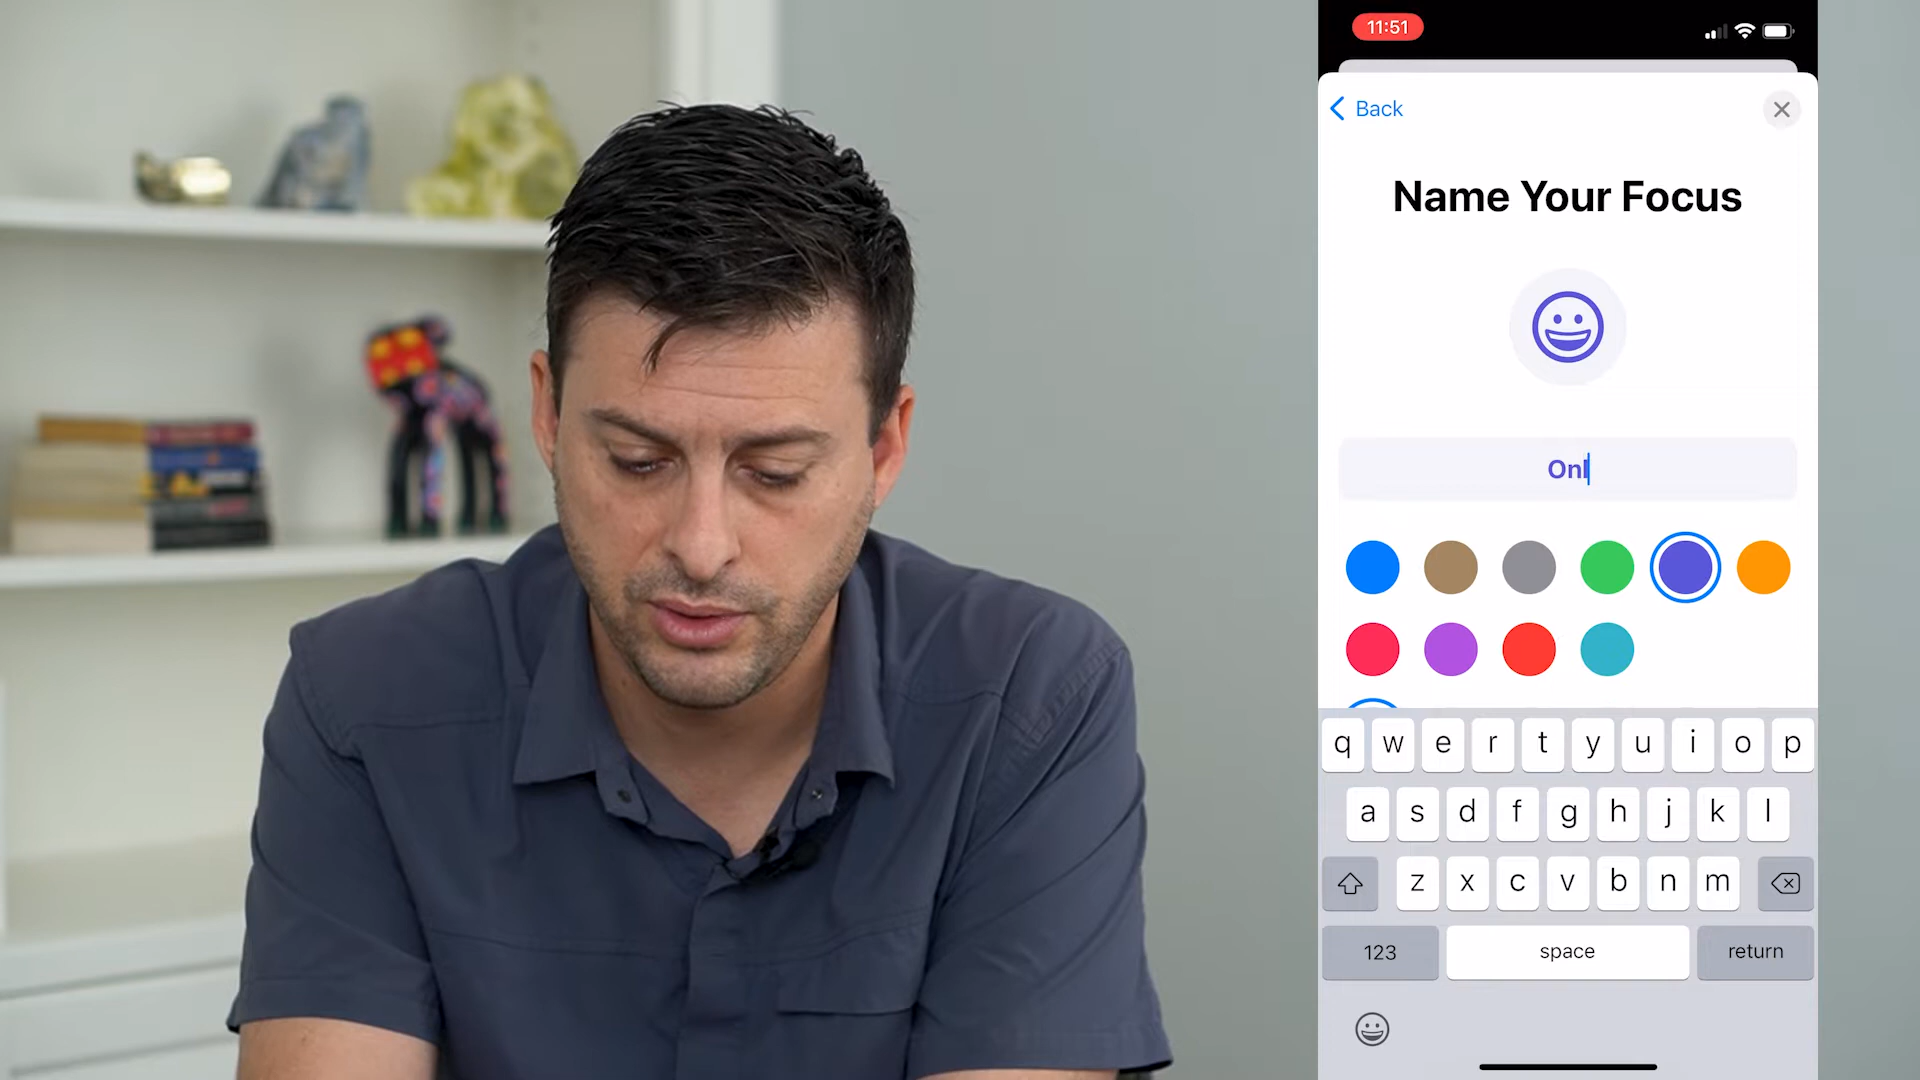 11:51
Back
Name Your Focus
Onl
q w e r t y u i o p
a s d f g h j k l
z x c v b n m
123 space return